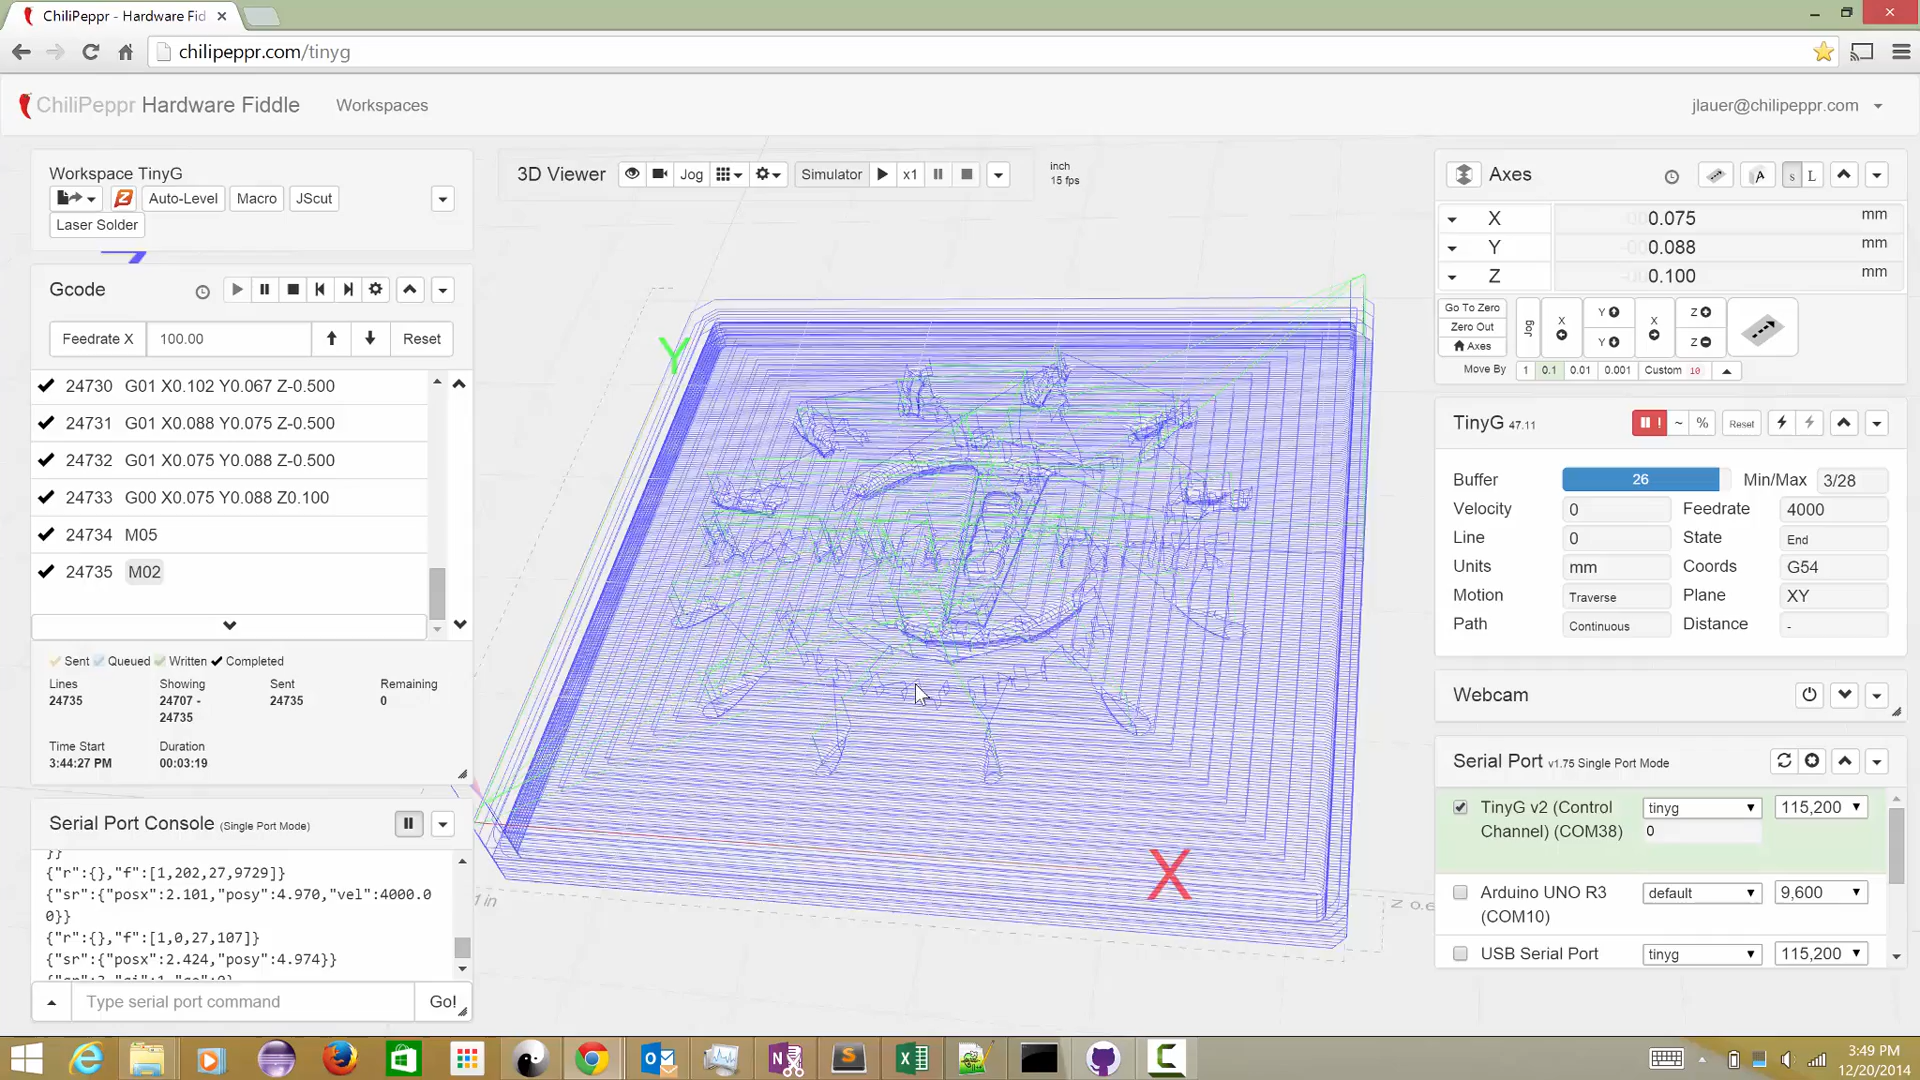 ChiliPeppr - Hardware Fid
chilipeppr.com/tinyg
ChiliPeppr Hardware Fiddle
Workspaces
jlauer@chilipeppr.com
Workspace TinyG
Auto-Level
Macro
JScut
Laser Solder
3D Viewer
Jog
Simulator
x1
inch
15 fps
Gcode
Feedrate X
100.00
Reset
24730 G01 X0.102 Y0.067 Z-0.500
24731 G01 X0.088 Y0.075 Z-0.500
24732 G01 X0.075 Y0.088 Z-0.500
24733 G00 X0.075 Y0.088 Z0.100
24734 M05
24735 M02
Sent Queued Written Completed
Lines
24735
Showing
24707 -
24735
Sent
24735
Remaining
0
Time Start
3:44:27 PM
Duration
00:03:19
Serial Port Console (Single Port Mode)
}}
{"r":{},"f":[1,202,27,9729]}
{"sr":{"posx":2.101,"posy":4.970,"vel":4000.0
0}}
{"r":{},"f":[1,0,27,107]}
{"sr":{"posx":2.424,"posy":4.974}}
Type serial port command
Go!
Y
X
1 in
Z 0.6
Axes
A
s
L
X 0.075 mm
Y 0.088 mm
Z 0.100 mm
Go To Zero
Zero Out
Axes
Jog
X
Y
Y
X
Z
Z
Move By
1
0.1
0.01
0.001
Custom 10
TinyG 47.11
!
~
%
Reset
Buffer 26 Min/Max 3/28
Velocity 0 Feedrate 4000
Line 0 State End
Units mm Coords G54
Motion Traverse Plane XY
Path Continuous Distance -
Webcam
Serial Port v1.75 Single Port Mode
TinyG v2 (Control
Channel) (COM38)
tinyg
0
115,200
Arduino UNO R3
(COM10)
default
9,600
USB Serial Port
tinyg
115,200
3:49 PM
12/20/2014